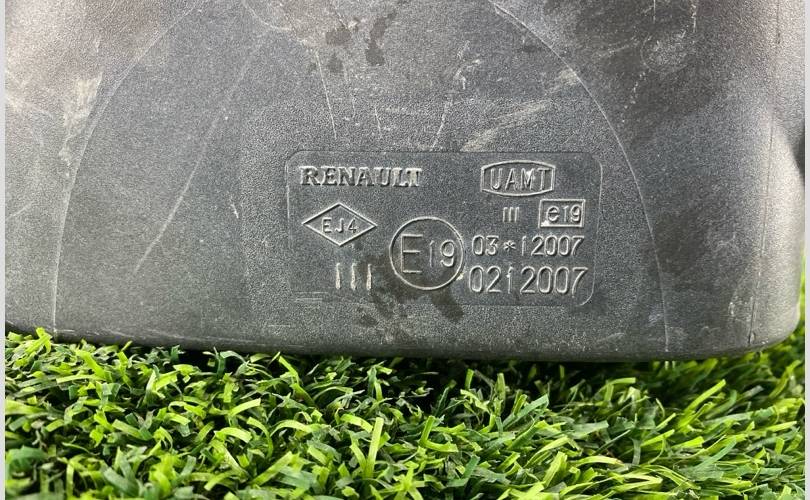 RENAULT UAMT
III e19
EJ4 E19 03*12007
III 0212007